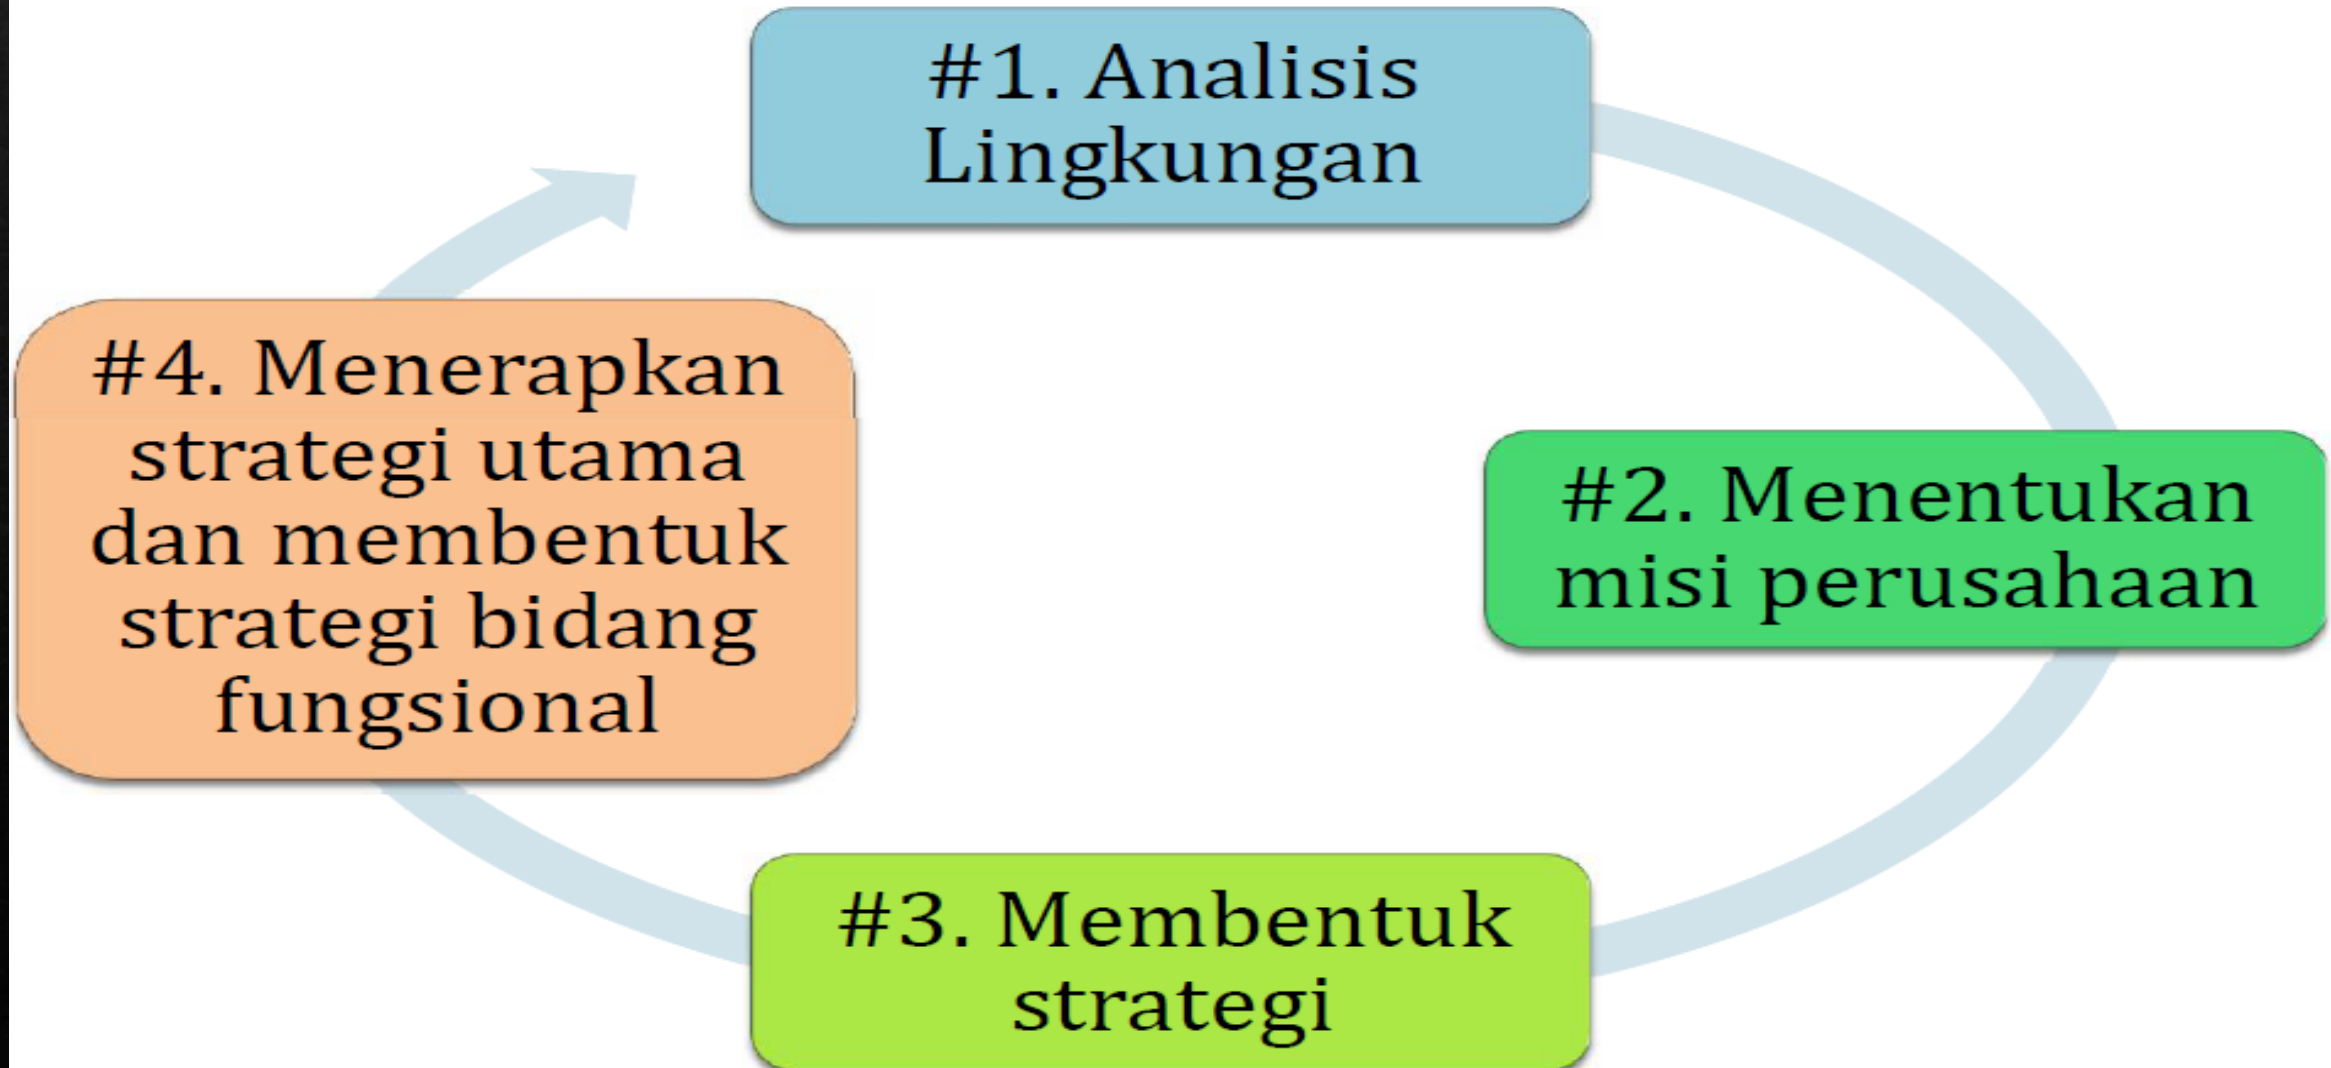 #1. Analisis
Lingkungan
#2. Menentukan
misi perusahaan
#3. Membentuk
strategi
#4. Menerapkan
strategi utama
dan membentuk
strategi bidang
fungsional